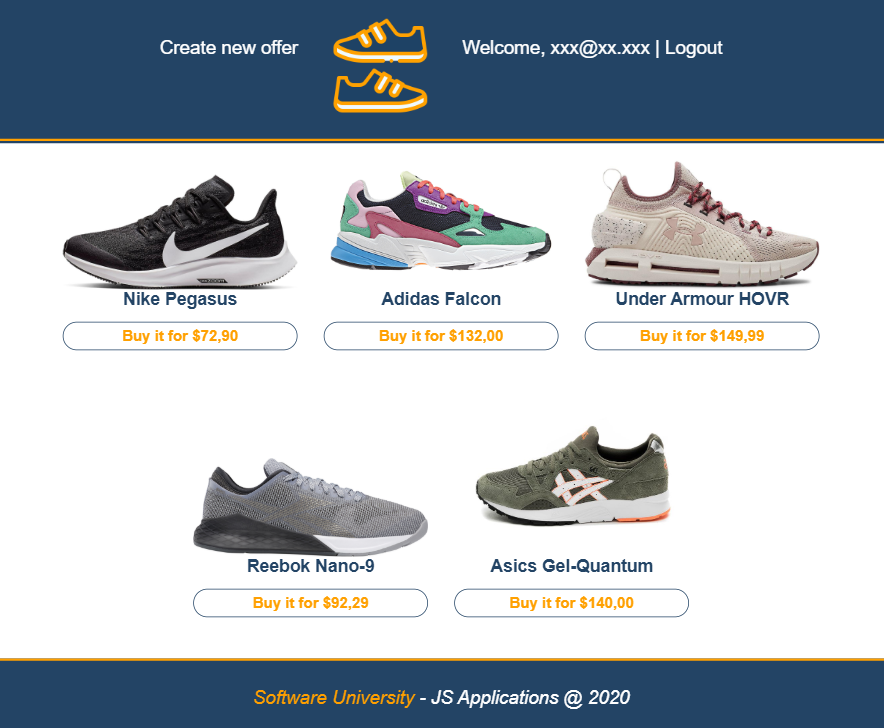 Create new offer
Welcome, xxx@xx.xxx | Logout
Nike Pegasus
Adidas Falcon
Under Armour HOVR
Buy it for $72,90
Buy it for $132,00
Buy it for $149,99
Reebok Nano-9
Asics Gel-Quantum
Buy it for $92,29
Buy it for $140,00
Software University - JS Applications @ 2020